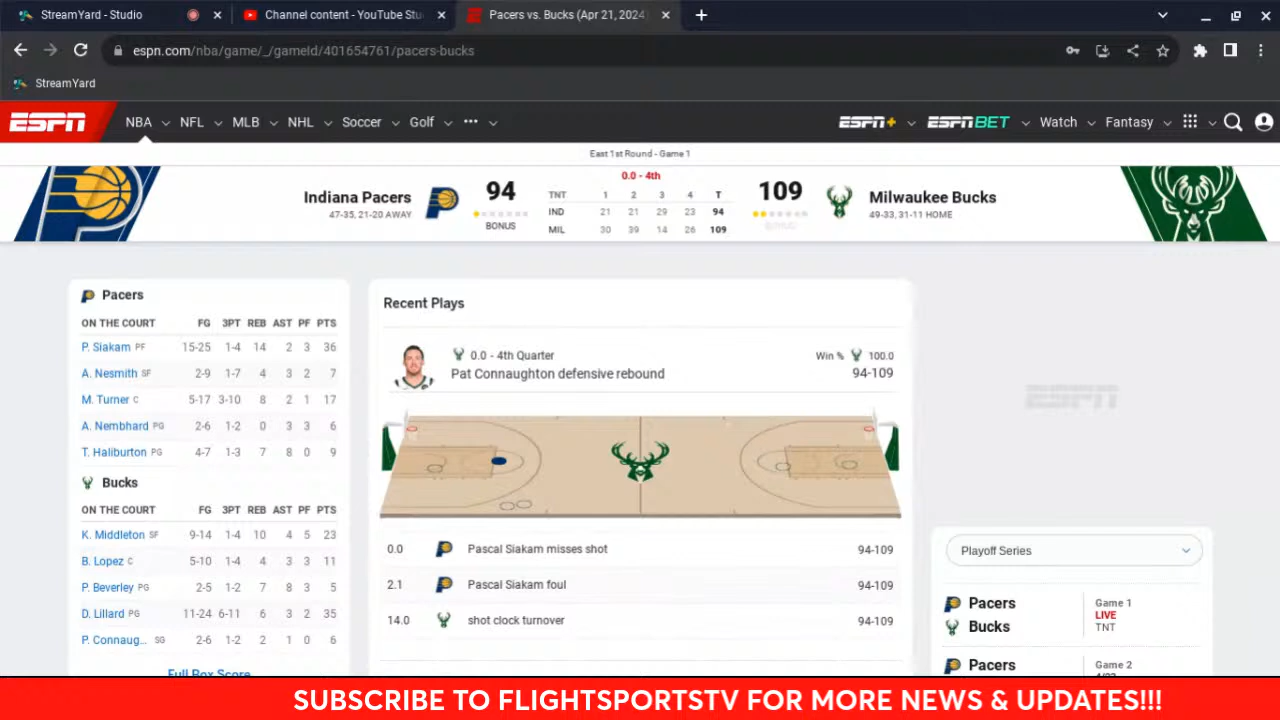 StreamYard - Studio
Channel content - YouTube Stu
Pacers vs. Bucks (Apr 21, 2024)
espn.com/nba/game/_/gameId/401654761/pacers-bucks
StreamYard
ESPN NBA NFL MLB NHL Soccer Golf ••• ESPN+ ESPN BET Watch Fantasy
East 1st Round - Game 1
Indiana Pacers
47-35, 21-20 AWAY
94
BONUS
0.0 - 4th
TNT 1 2 3 4 T
IND 21 21 29 23 94
MIL 30 39 14 26 109
109
BONUS
Milwaukee Bucks
49-33, 31-11 HOME
Pacers
ON THE COURT FG 3PT REB AST PF PTS
P. Siakam PF 15-25 1-4 14 2 3 36
A. Nesmith SF 2-9 1-7 4 3 2 7
M. Turner C 5-17 3-10 8 2 1 17
A. Nembhard PG 2-6 1-2 0 3 3 6
T. Haliburton PG 4-7 1-3 7 8 0 9
Bucks
ON THE COURT FG 3PT REB AST PF PTS
K. Middleton SF 9-14 1-4 10 4 5 23
B. Lopez C 5-10 1-4 4 3 3 11
P. Beverley PG 2-5 1-2 7 8 3 5
D. Lillard PG 11-24 6-11 6 3 2 35
P. Connaug... SG 2-6 1-2 2 1 0 6
Full Box Score
Recent Plays
0.0 - 4th Quarter
Pat Connaughton defensive rebound
Win % 100.0
94-109
0.0 Pascal Siakam misses shot 94-109
2.1 Pascal Siakam foul 94-109
14.0 shot clock turnover 94-109
ESPN
Playoff Series
Pacers
Bucks
Game 1
LIVE
TNT
Pacers
Game 2
SUBSCRIBE TO FLIGHTSPORTSTV FOR MORE NEWS & UPDATES!!!